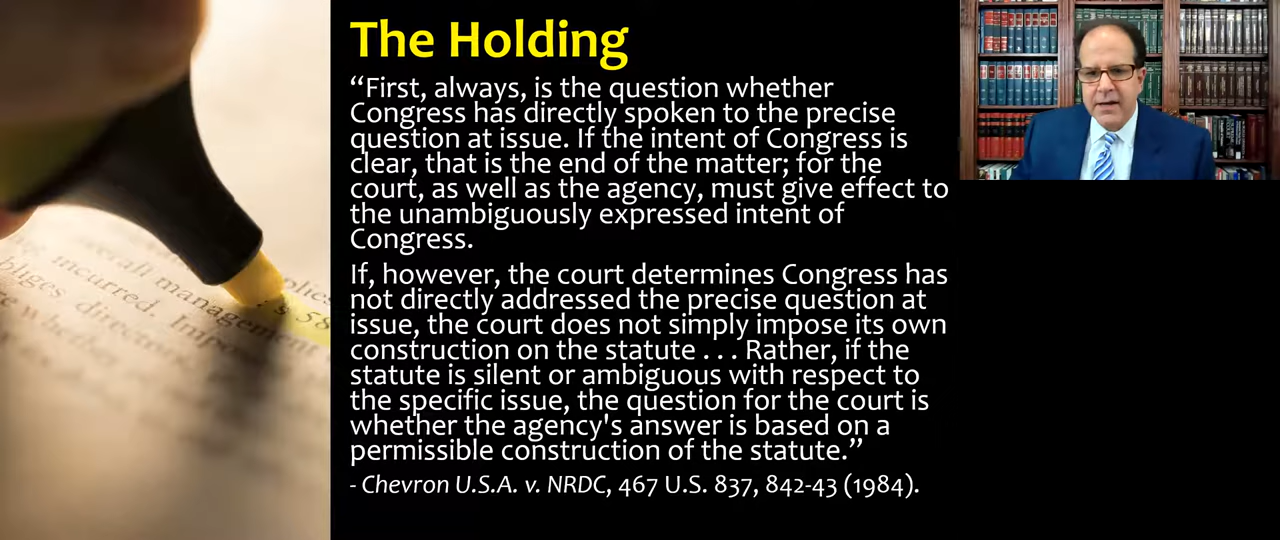 The Holding
“First, always, is the question whether
Congress has directly spoken to the precise
question at issue. If the intent of Congress is
clear, that is the end of the matter; for the
court, as well as the agency, must give effect to
the unambiguously expressed intent of
Congress.
If, however, the court determines Congress has
not directly addressed the precise question at
issue, the court does not simply impose its own
construction on the statute . . . Rather, if the
statute is silent or ambiguous with respect to
the specific issue, the question for the court is
whether the agency's answer is based on a
permissible construction of the statute.”
- Chevron U.S.A. v. NRDC, 467 U.S. 837, 842-43 (1984).
overall management
incurred.
bliges directors
's 58